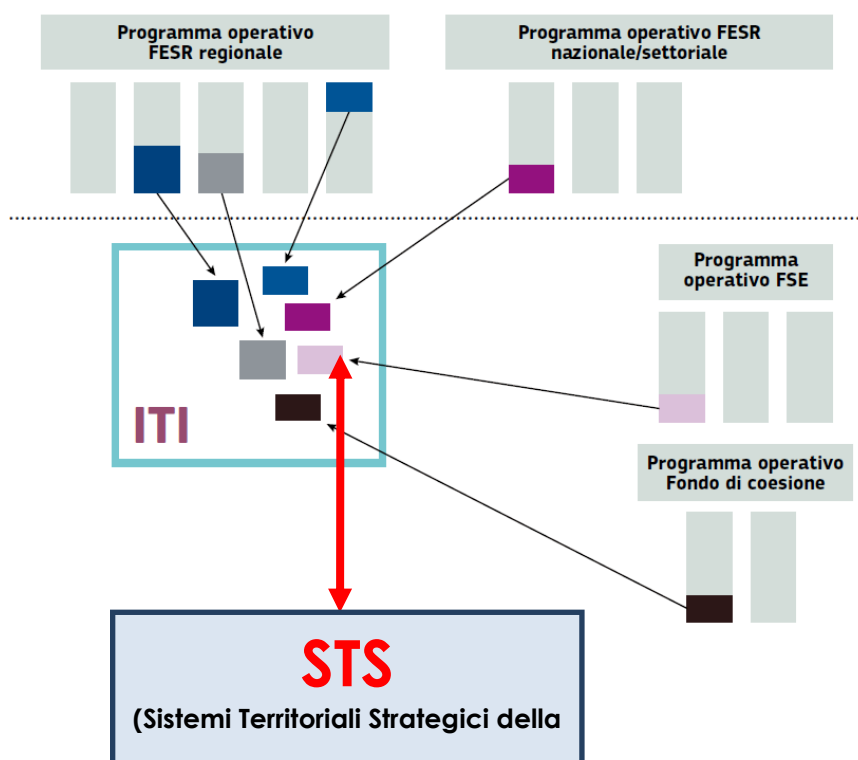 Programma operativo
FESR regionale
Programma operativo FESR
nazionale/settoriale
Programma
operativo FSE
ITI
Programma operativo
Fondo di coesione
STS
(Sistemi Territoriali Strategici della